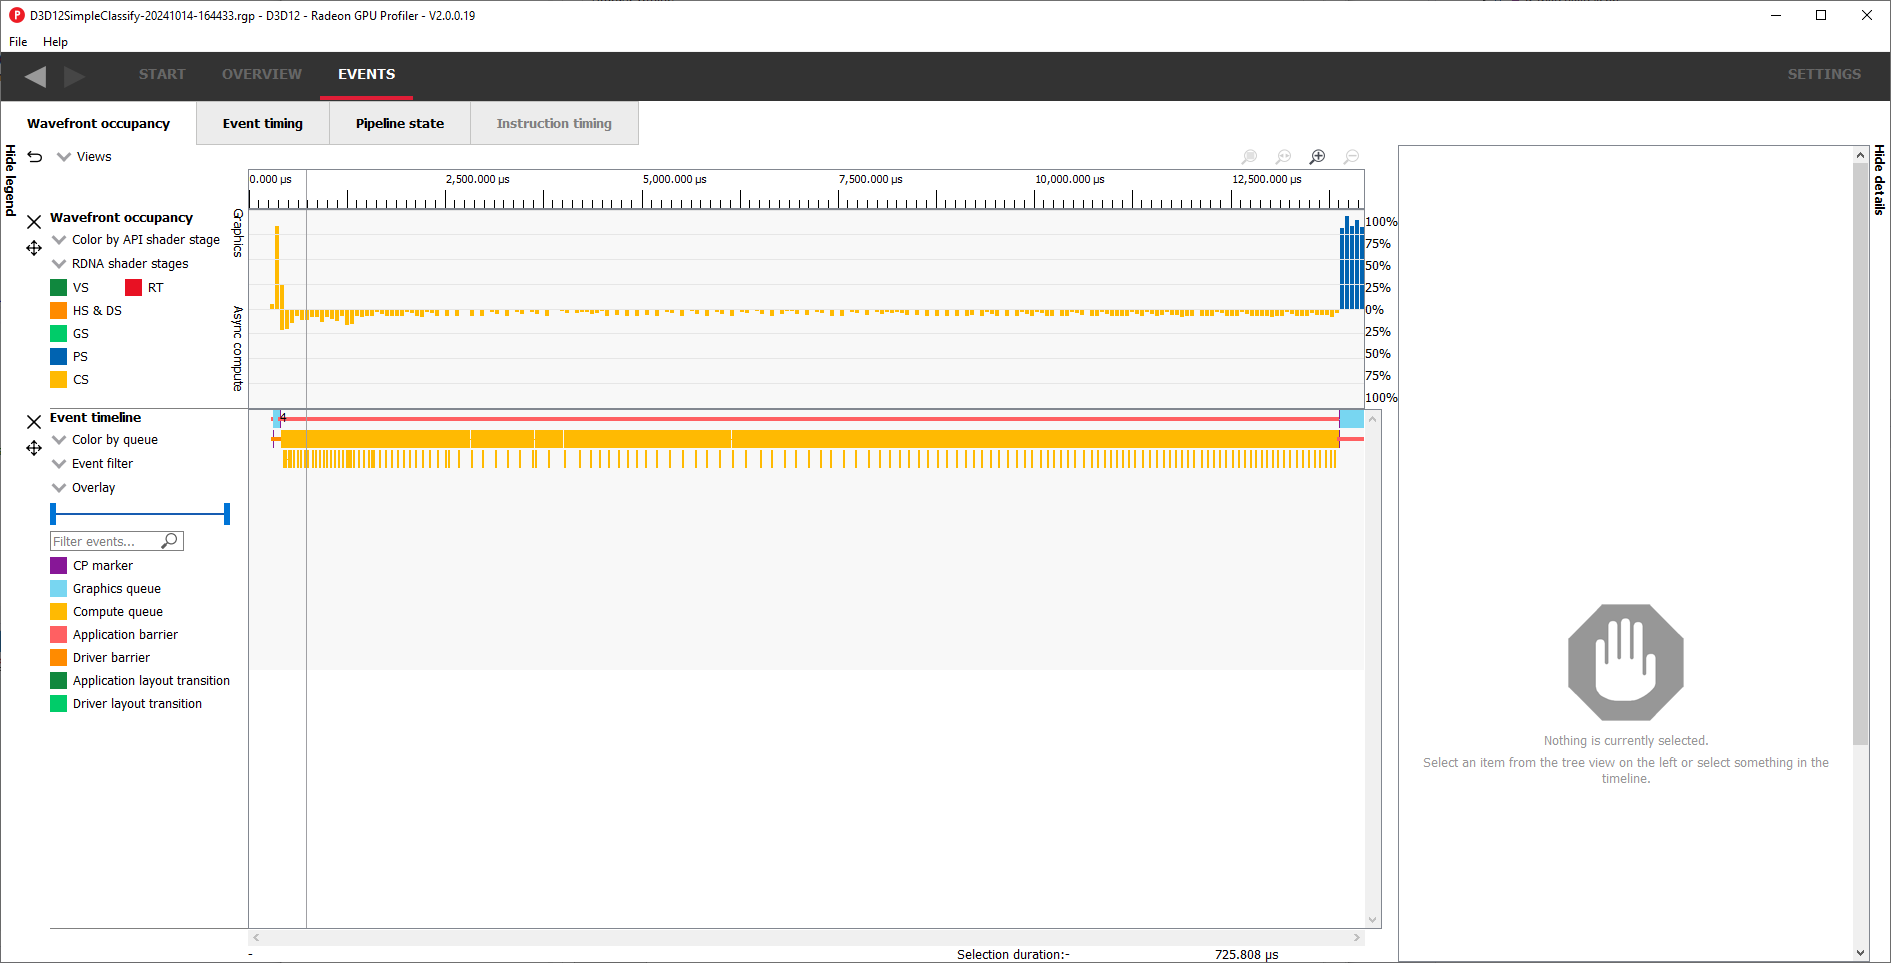 D3D12SimpleClassify-20241014-164433.rgp - D3D12 - Radeon GPU Profiler - V2.0.0.19
File Help
START OVERVIEW EVENTS SETTINGS
Wavefront occupancy Event timing Pipeline state Instruction timing
Hide legend
Views
Hide details
0.000 µs 2,500.000 µs 5,000.000 µs 7,500.000 µs 10,000.000 µs 12,500.000 µs
Wavefront occupancy
Color by API shader stage
RDNA shader stages
VS RT
HS & DS
GS
PS
CS
Graphics
Async compute
100%
75%
50%
25%
0%
25%
50%
75%
100%
Event timeline
Color by queue
Event filter
Overlay
Filter events...
CP marker
Graphics queue
Compute queue
Application barrier
Driver barrier
Application layout transition
Driver layout transition
4
Nothing is currently selected.
Select an item from the tree view on the left or select something in the
timeline.
- Selection duration:- 725.808 µs